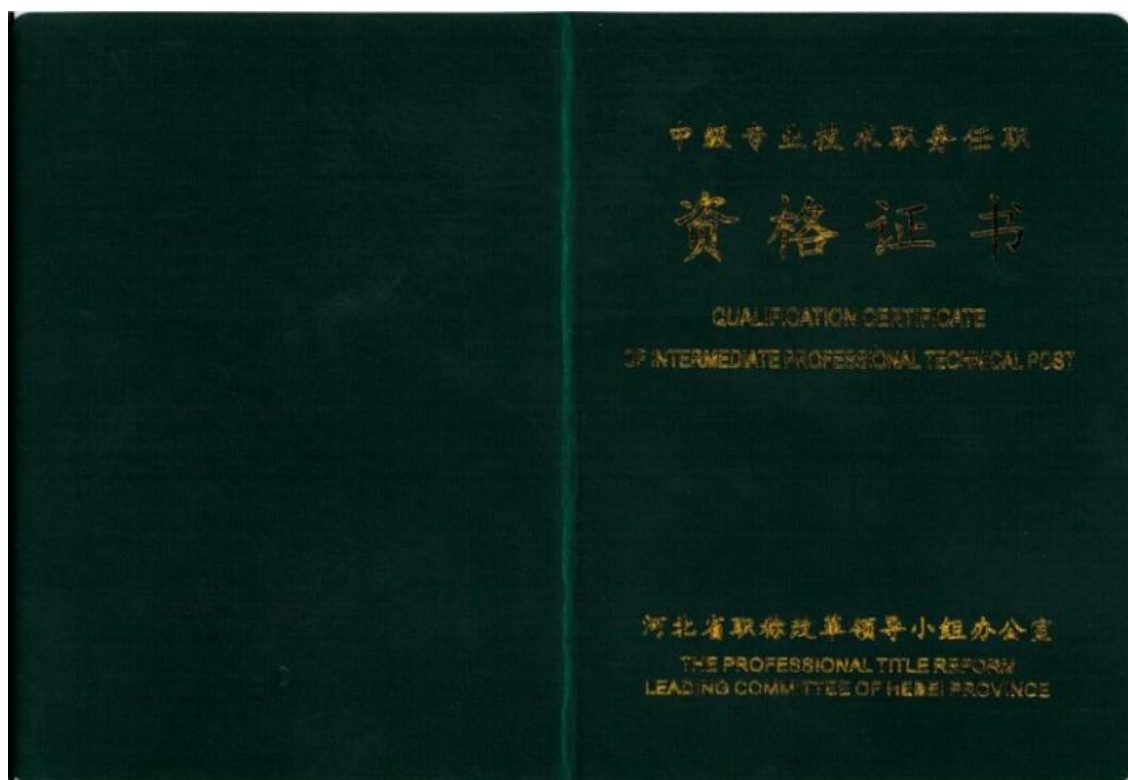 中级专业技术职务任职
资格证书
QUALIFICATION CERTIFICATE
OF INTERMEDIATE PROFESSIONAL TECHNICAL POST
河北省职称改革领导小组办公室
THE PROFESSIONAL TITLE REFORM
LEADING COMMITTEE OF HEBEI PROVINCE